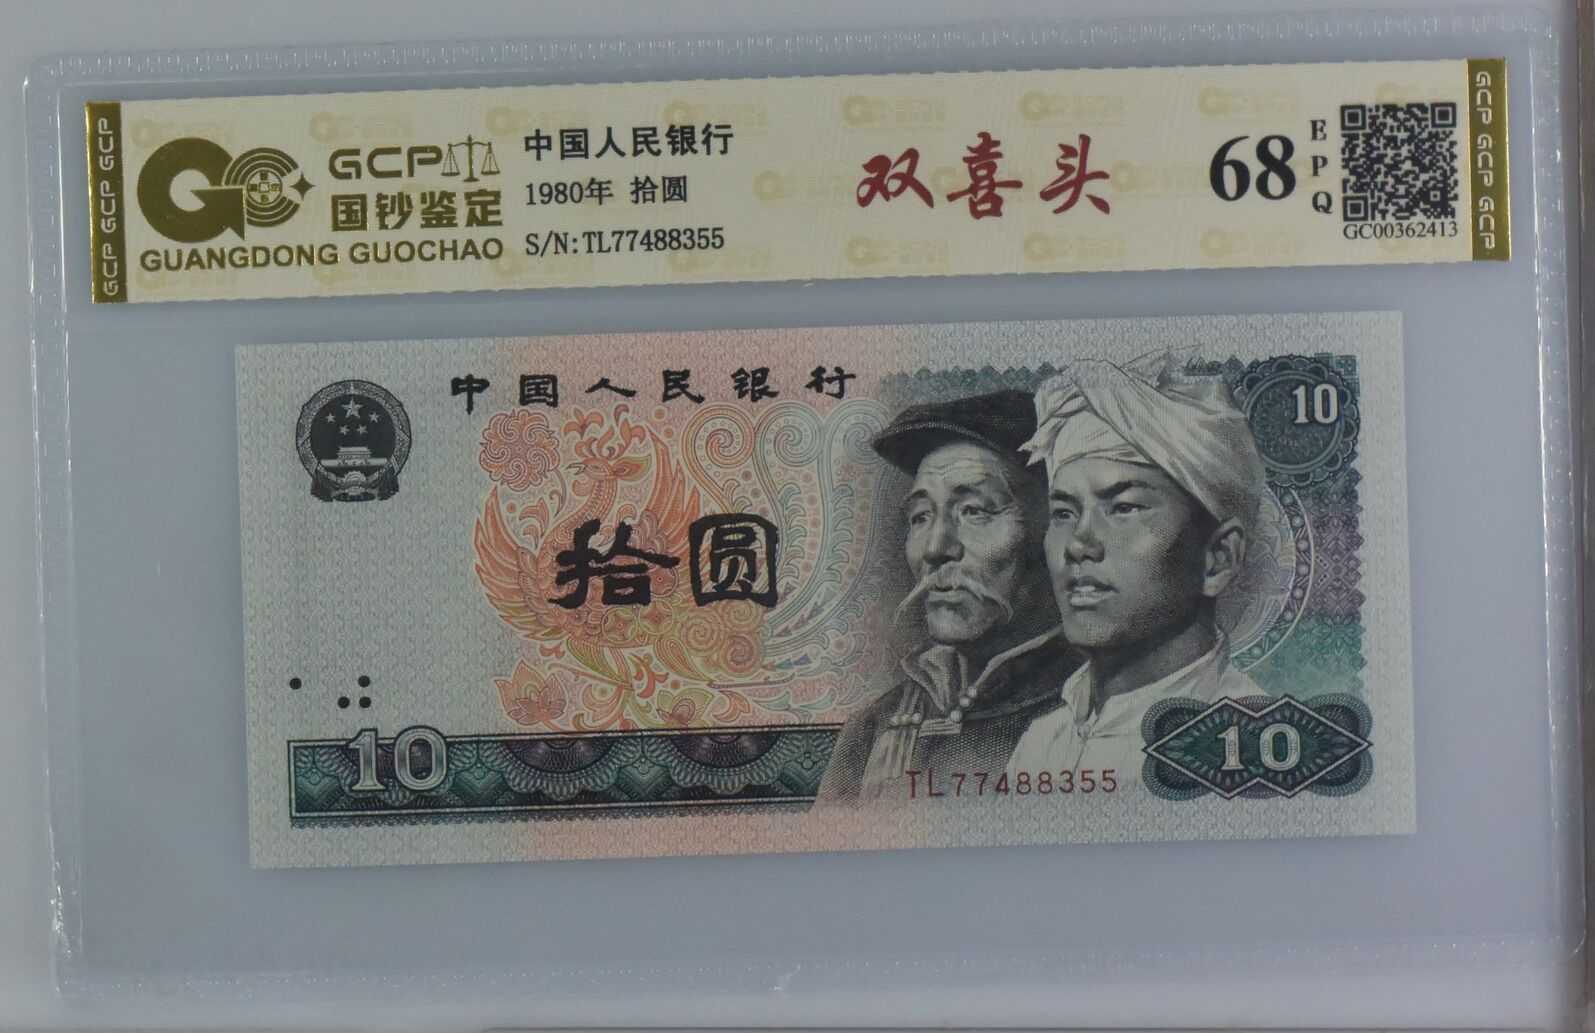 GCP GCP GCP
GCP
国钞鉴定
GUANGDONG GUOCHAO
中国人民银行
1980年 拾圆
S/N:TL77488355
双喜头
68
EPQ
GC00362413
GCP GCP GCP
中国人民银行
10
拾圆
10
TL77488355
10